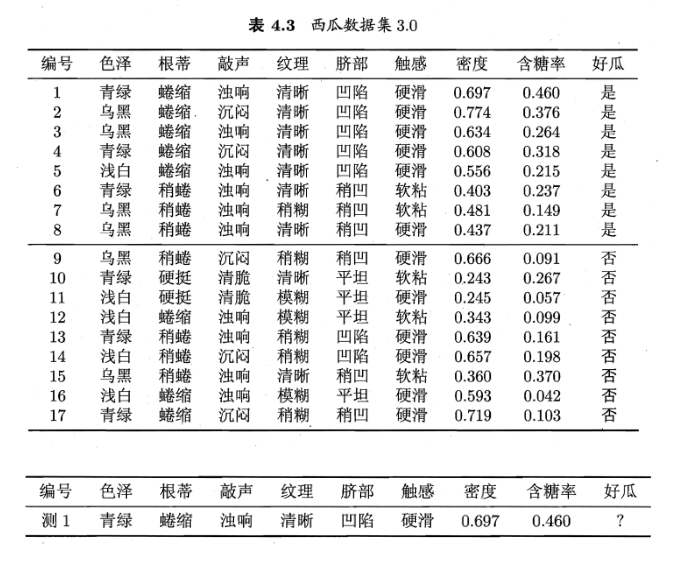 表 4.3 西瓜数据集 3.0
编号 色泽 根蒂 敲声 纹理 脐部 触感 密度 含糖率 好瓜
1 青绿 蜷缩 浊响 清晰 凹陷 硬滑 0.697 0.460 是
2 乌黑 蜷缩 沉闷 清晰 凹陷 硬滑 0.774 0.376 是
3 乌黑 蜷缩 浊响 清晰 凹陷 硬滑 0.634 0.264 是
4 青绿 蜷缩 沉闷 清晰 凹陷 硬滑 0.608 0.318 是
5 浅白 蜷缩 浊响 清晰 凹陷 硬滑 0.556 0.215 是
6 青绿 稍蜷 浊响 清晰 稍凹 软粘 0.403 0.237 是
7 乌黑 稍蜷 浊响 稍糊 稍凹 软粘 0.481 0.149 是
8 乌黑 稍蜷 浊响 清晰 稍凹 硬滑 0.437 0.211 是
9 乌黑 稍蜷 沉闷 稍糊 稍凹 硬滑 0.666 0.091 否
10 青绿 硬挺 清脆 清晰 平坦 软粘 0.243 0.267 否
11 浅白 硬挺 清脆 模糊 平坦 硬滑 0.245 0.057 否
12 浅白 蜷缩 浊响 模糊 平坦 软粘 0.343 0.099 否
13 青绿 稍蜷 浊响 稍糊 凹陷 硬滑 0.639 0.161 否
14 浅白 稍蜷 沉闷 稍糊 凹陷 硬滑 0.657 0.198 否
15 乌黑 稍蜷 浊响 清晰 稍凹 软粘 0.360 0.370 否
16 浅白 蜷缩 浊响 模糊 平坦 硬滑 0.593 0.042 否
17 青绿 蜷缩 沉闷 稍糊 稍凹 硬滑 0.719 0.103 否
编号 色泽 根蒂 敲声 纹理 脐部 触感 密度 含糖率 好瓜
测 1 青绿 蜷缩 浊响 清晰 凹陷 硬滑 0.697 0.460 ?